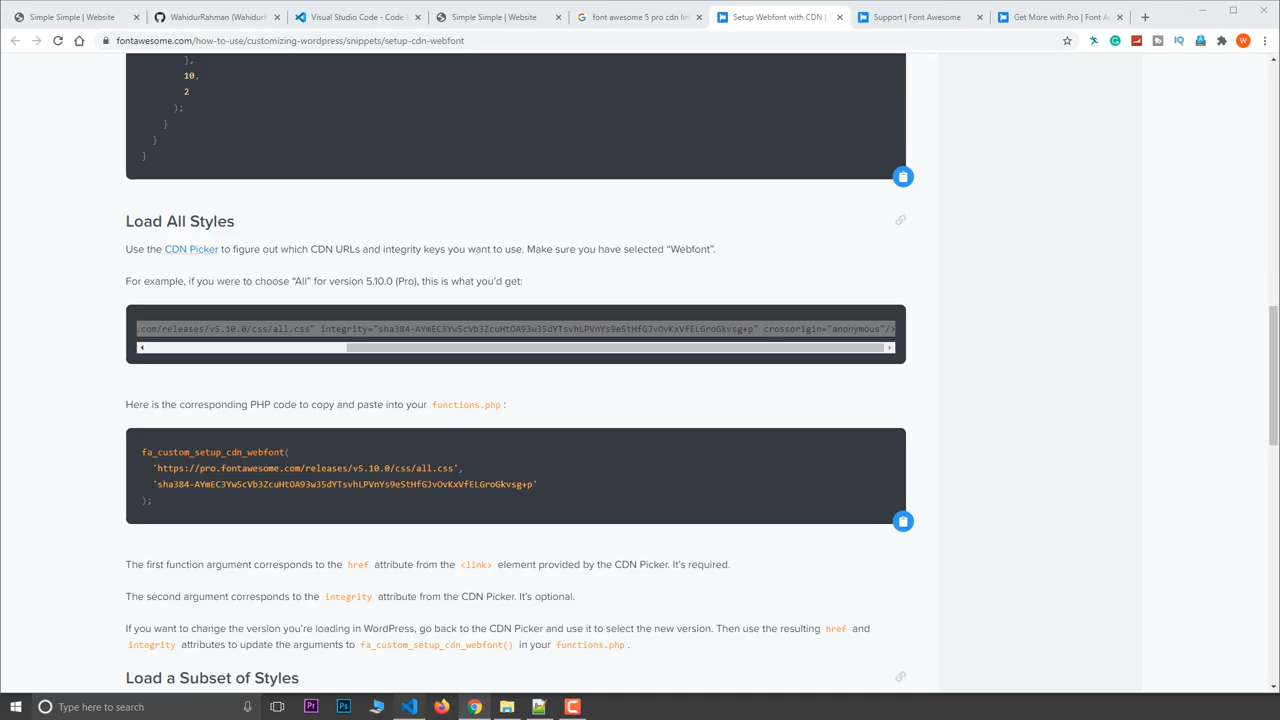 Simple Simple | Website
WahidurRahman (Wahidur
Visual Studio Code - Code
Simple Simple | Website
font awesome 5 pro cdn lin
Setup Webfont with CDN |
Support | Font Awesome
Get More with Pro | Font A
fontawesome.com/how-to-use/customizing-wordpress/snippets/setup-cdn-webfont
IQ
W
},
10,
2
);
}
}
}
Load All Styles
Use the CDN Picker to figure out which CDN URLs and integrity keys you want to use. Make sure you have selected “Webfont”.
For example, if you were to choose “All” for version 5.10.0 (Pro), this is what you’d get:
.com/releases/v5.10.0/css/all.css" integrity="sha384-AYmEC3Yw5cVb3ZcuHtOA93w35dYTsvhLPVnYs9eStHfGJvOvKxVfELGroGkvsg+p" crossorigin="anonymous"/>
Here is the corresponding PHP code to copy and paste into your functions.php :
fa_custom_setup_cdn_webfont(
'https://pro.fontawesome.com/releases/v5.10.0/css/all.css',
'sha384-AYmEC3Yw5cVb3ZcuHtOA93w35dYTsvhLPVnYs9eStHfGJvOvKxVfELGroGkvsg+p'
);
The first function argument corresponds to the href attribute from the <link> element provided by the CDN Picker. It’s required.
The second argument corresponds to the integrity attribute from the CDN Picker. It’s optional.
If you want to change the version you’re loading in WordPress, go back to the CDN Picker and use it to select the new version. Then use the resulting href and
integrity attributes to update the arguments to fa_custom_setup_cdn_webfont() in your functions.php .
Load a Subset of Styles
Type here to search
Pr
Ps